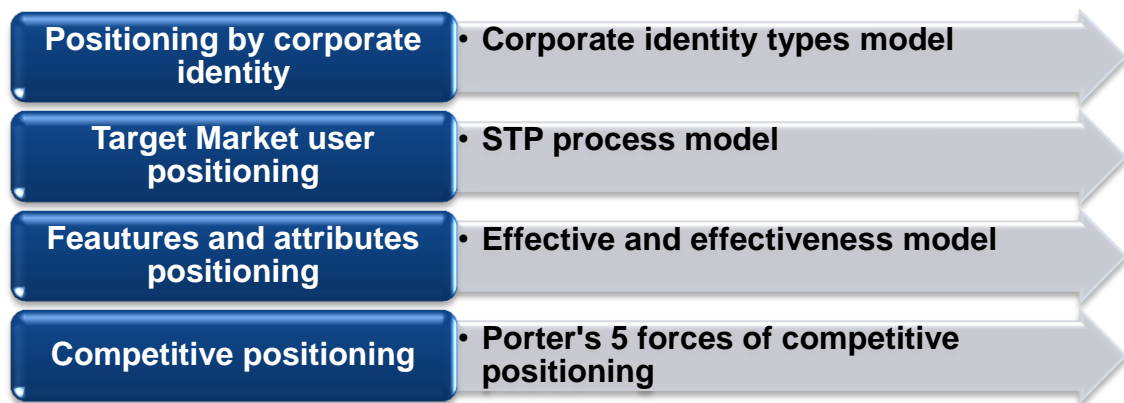 Positioning by corporate
identity
• Corporate identity types model
Target Market user
positioning
• STP process model
Feautures and attributes
positioning
• Effective and effectiveness model
Competitive positioning
• Porter's 5 forces of competitive
positioning